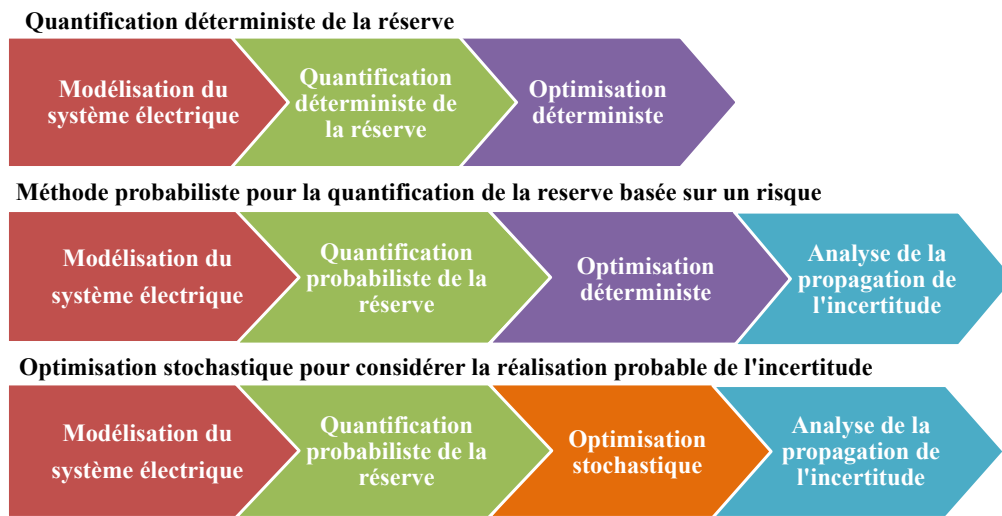 Quantification déterministe de la réserve
Modélisation du
système électrique
Quantification
déterministe de
la réserve
Optimisation
déterministe
Méthode probabiliste pour la quantification de la reserve basée sur un risque
Modélisation du
système électrique
Quantification
probabiliste de la
réserve
Optimisation
déterministe
Analyse de la
propagation de
l'incertitude
Optimisation stochastique pour considérer la réalisation probable de l'incertitude
Modélisation du
système électrique
Quantification
probabiliste de la
réserve
Optimisation
stochastique
Analyse de la
propagation de
l'incertitude